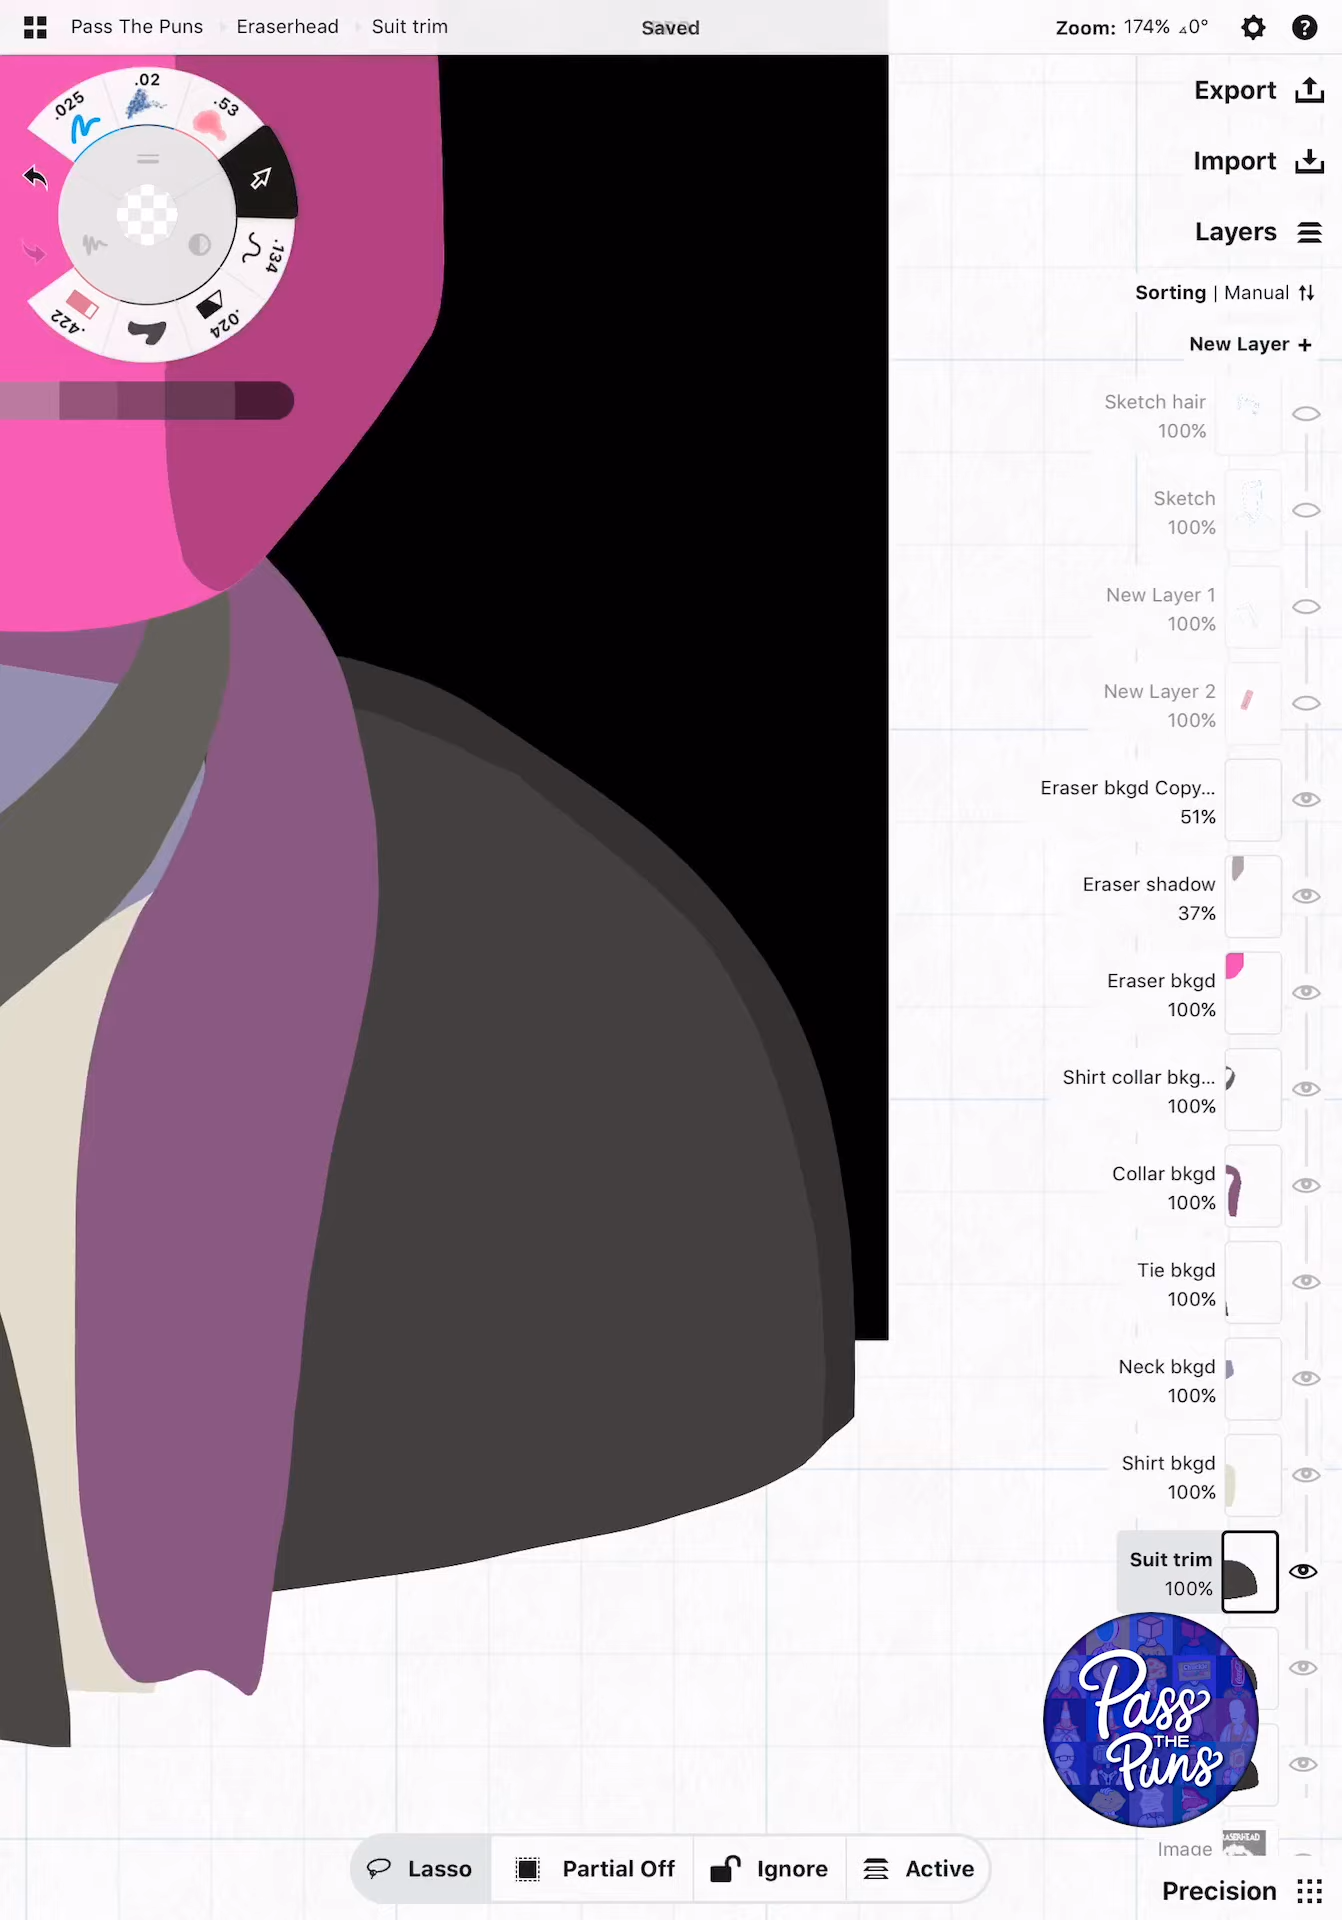 Pass The Puns
Eraserhead
Suit trim
Saved
Zoom: 174% ⊿0°
.025
.02
.53
.134
.024
.422
Export
Import
Layers
Sorting | Manual
New Layer +
Sketch hair
100%
Sketch
100%
New Layer 1
100%
New Layer 2
100%
Eraser bkgd Copy...
51%
Eraser shadow
37%
Eraser bkgd
100%
Shirt collar bkg...
100%
Collar bkgd
100%
Tie bkgd
100%
Neck bkgd
100%
Shirt bkgd
100%
Suit trim
100%
Pass
THE
Puns
Image
Lasso
Partial Off
Ignore
Active
Precision